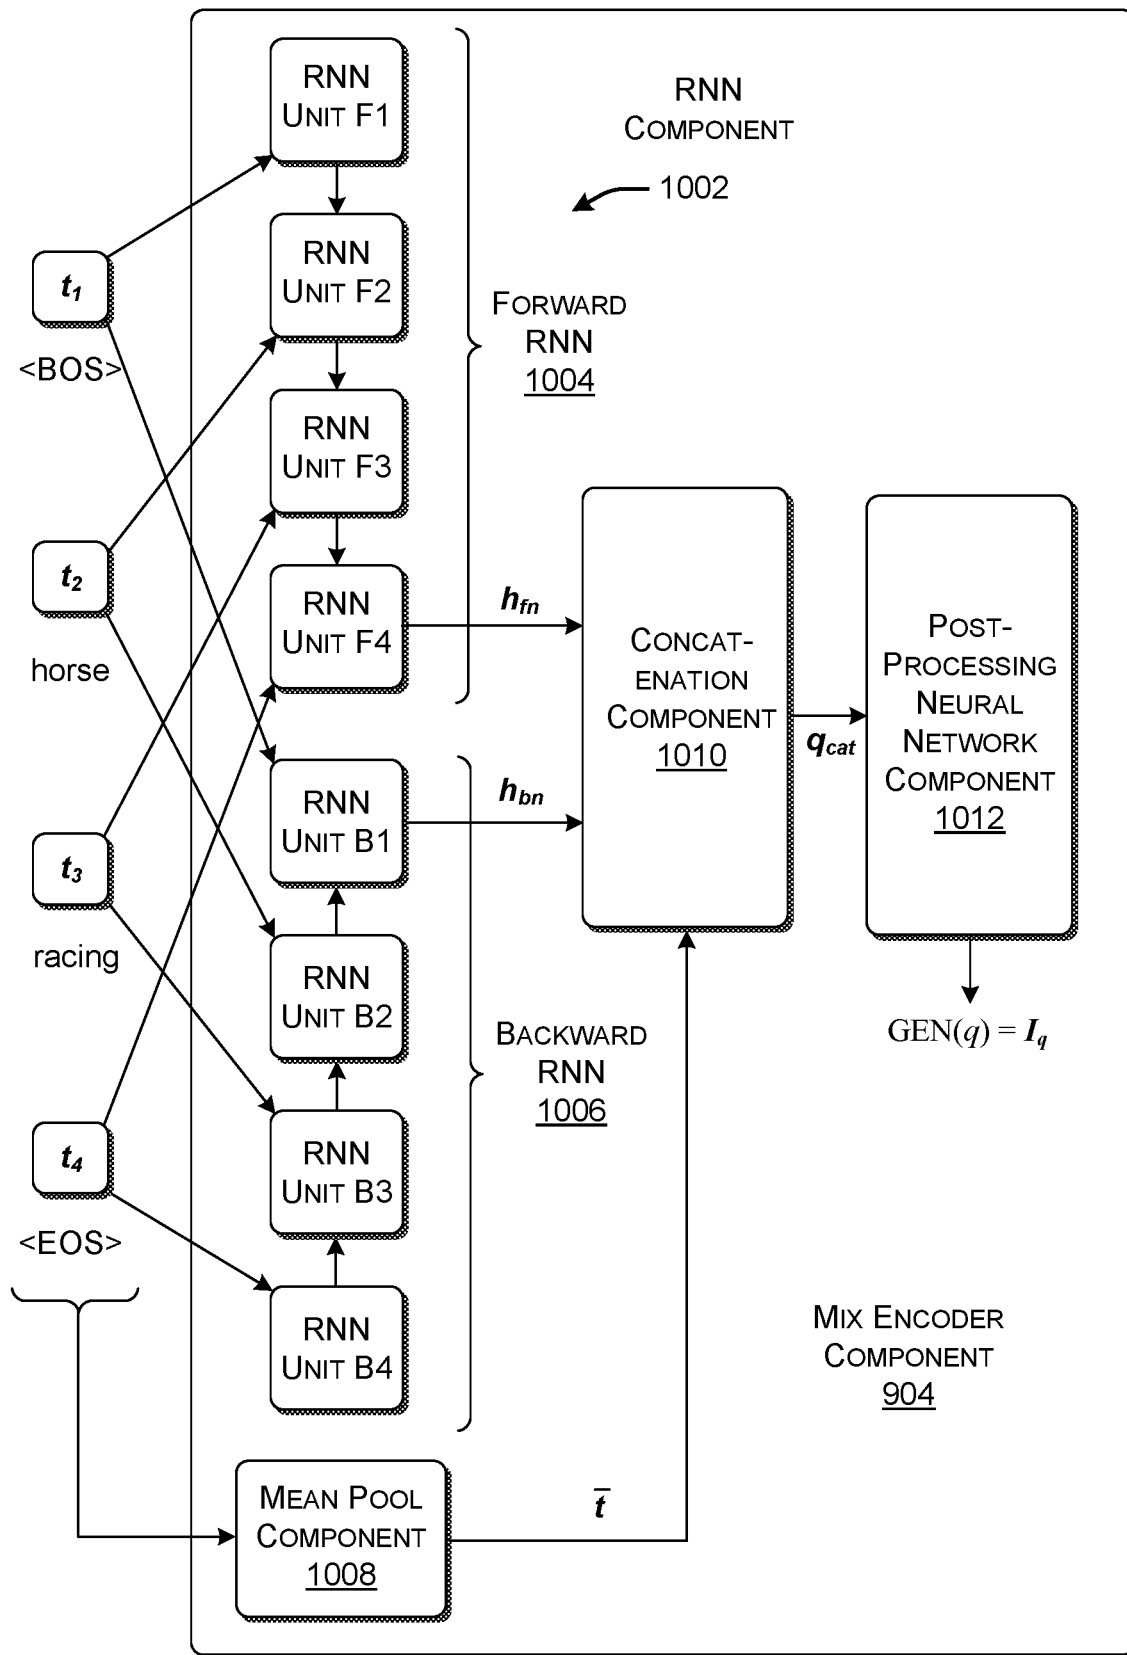 RNN
UNIT F1
RNN
COMPONENT
1002
RNN
UNIT F2
t1
<BOS>
FORWARD
RNN
1004
RNN
UNIT F3
t2
horse
RNN
UNIT F4
hfn
CONCAT-
ENATION
COMPONENT
1010
qcat
POST-
PROCESSING
NEURAL
NETWORK
COMPONENT
1012
GEN(q) = Iq
RNN
UNIT B1
hbn
t3
racing
RNN
UNIT B2
BACKWARD
RNN
1006
t4
<EOS>
RNN
UNIT B3
RNN
UNIT B4
MIX ENCODER
COMPONENT
904
MEAN POOL
COMPONENT
1008
t̄